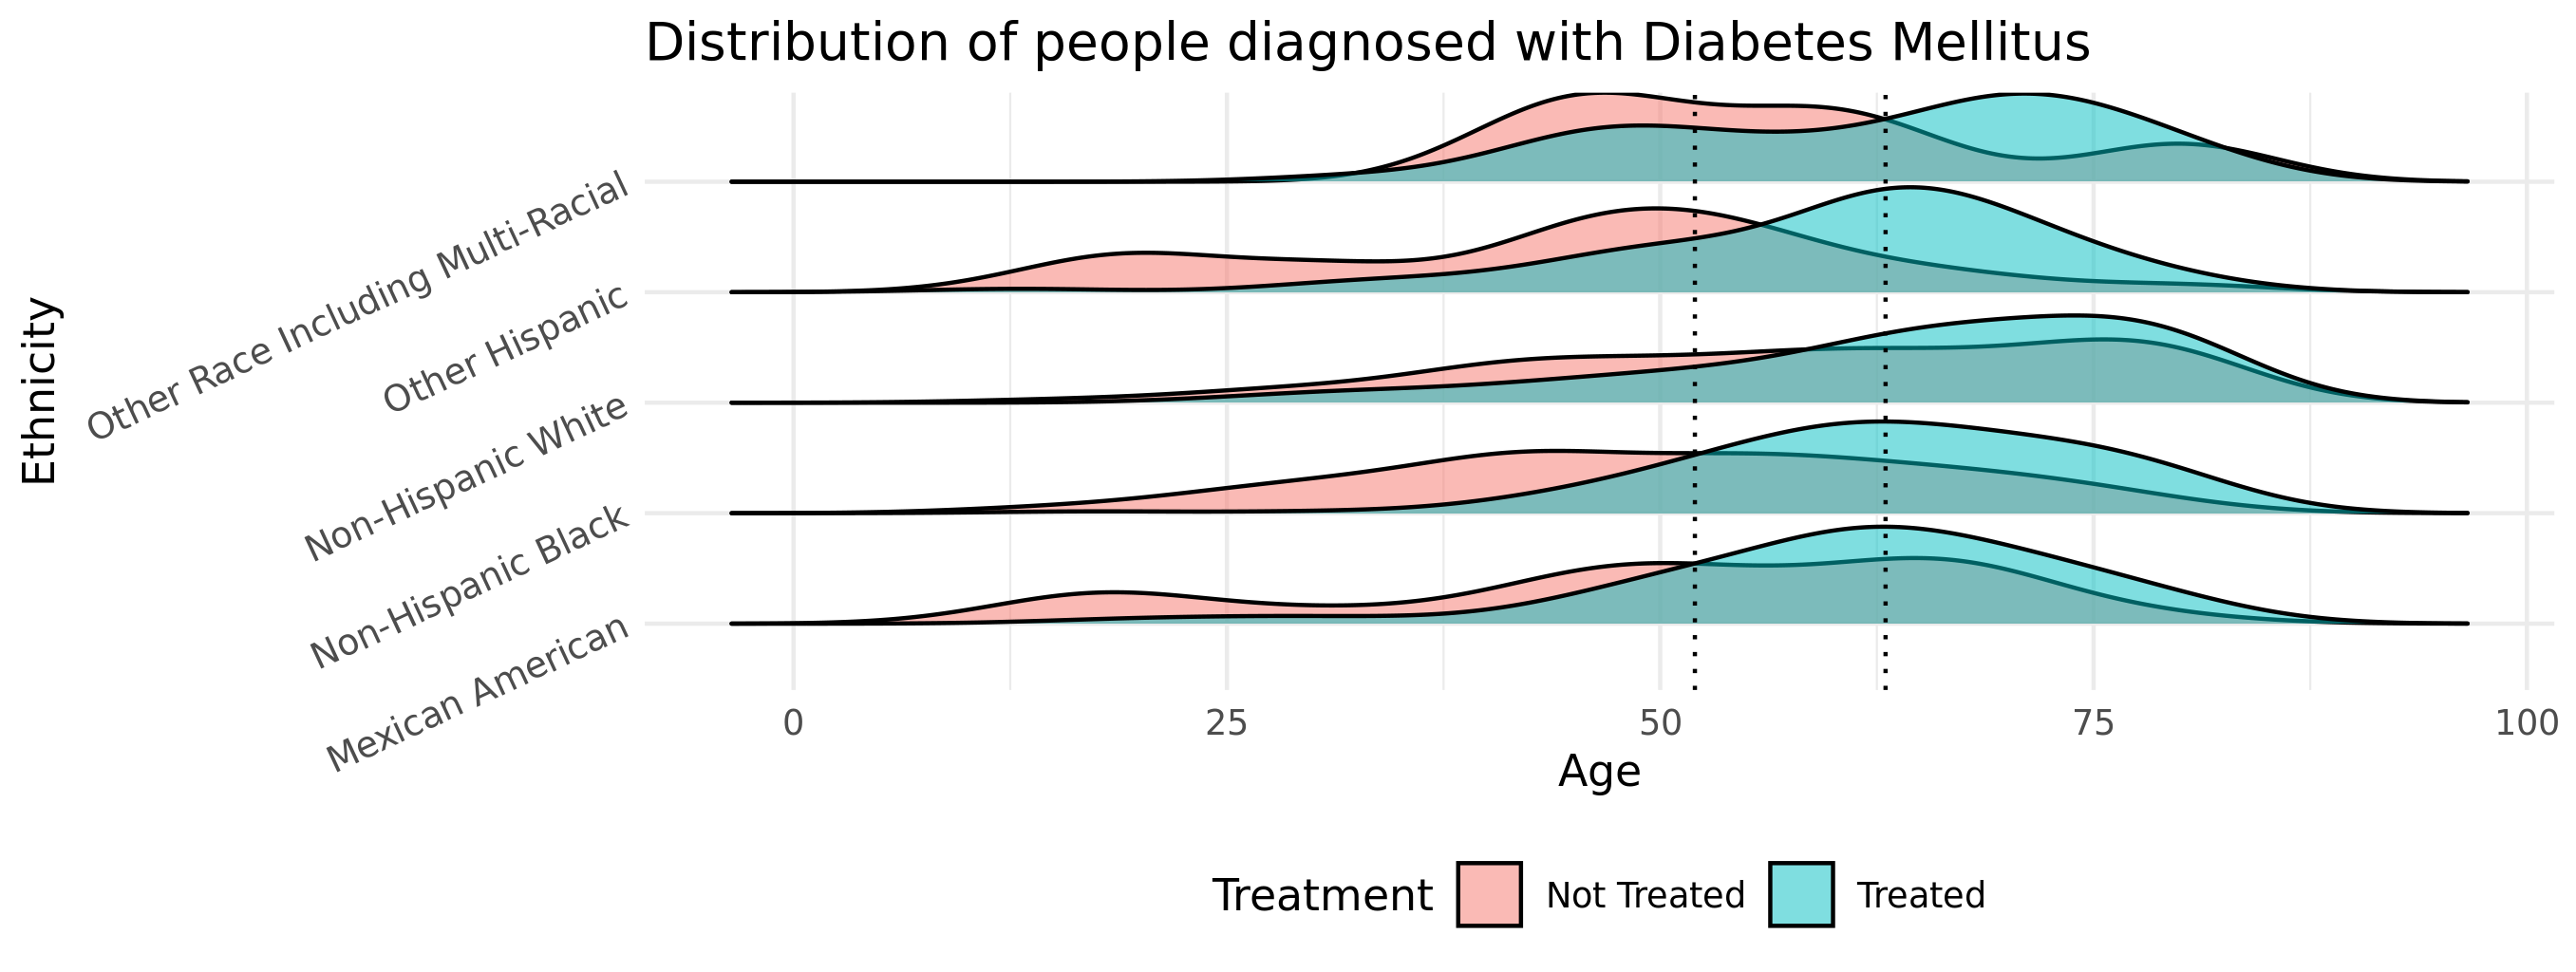 Distribution of people diagnosed with Diabetes Mellitus
Ethnicity
Other Race Including Multi-Racial
Other Hispanic
Non-Hispanic White
Non-Hispanic Black
Mexican American
0 25 50 75 100
Age
Treatment Not Treated Treated